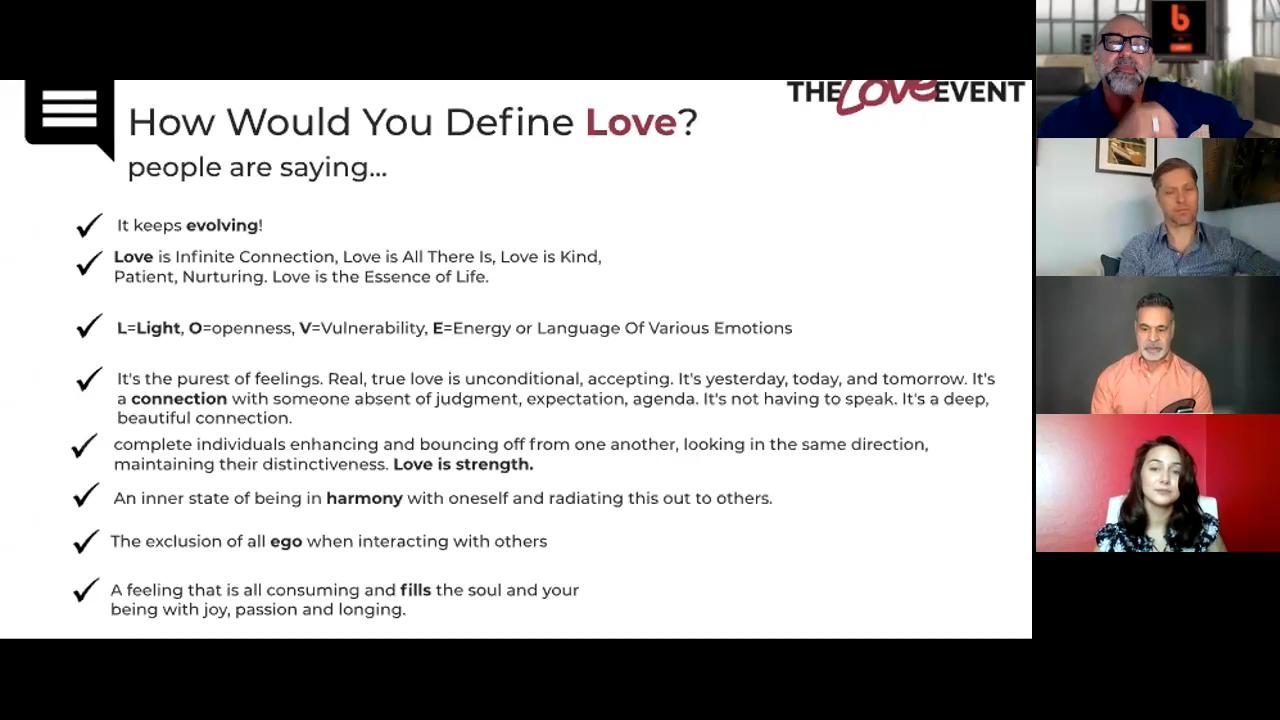 THE Love EVENT
How Would You Define Love?
people are saying...
It keeps evolving!
Love is Infinite Connection, Love is All There Is, Love is Kind,
Patient, Nurturing. Love is the Essence of Life.
L=Light, O=openness, V=Vulnerability, E=Energy or Language Of Various Emotions
It's the purest of feelings. Real, true love is unconditional, accepting. It's yesterday, today, and tomorrow. It's
a connection with someone absent of judgment, expectation, agenda. It's not having to speak. It's a deep,
beautiful connection.
complete individuals enhancing and bouncing off from one another, looking in the same direction,
maintaining their distinctiveness. Love is strength.
An inner state of being in harmony with oneself and radiating this out to others.
The exclusion of all ego when interacting with others
A feeling that is all consuming and fills the soul and your
being with joy, passion and longing.
b